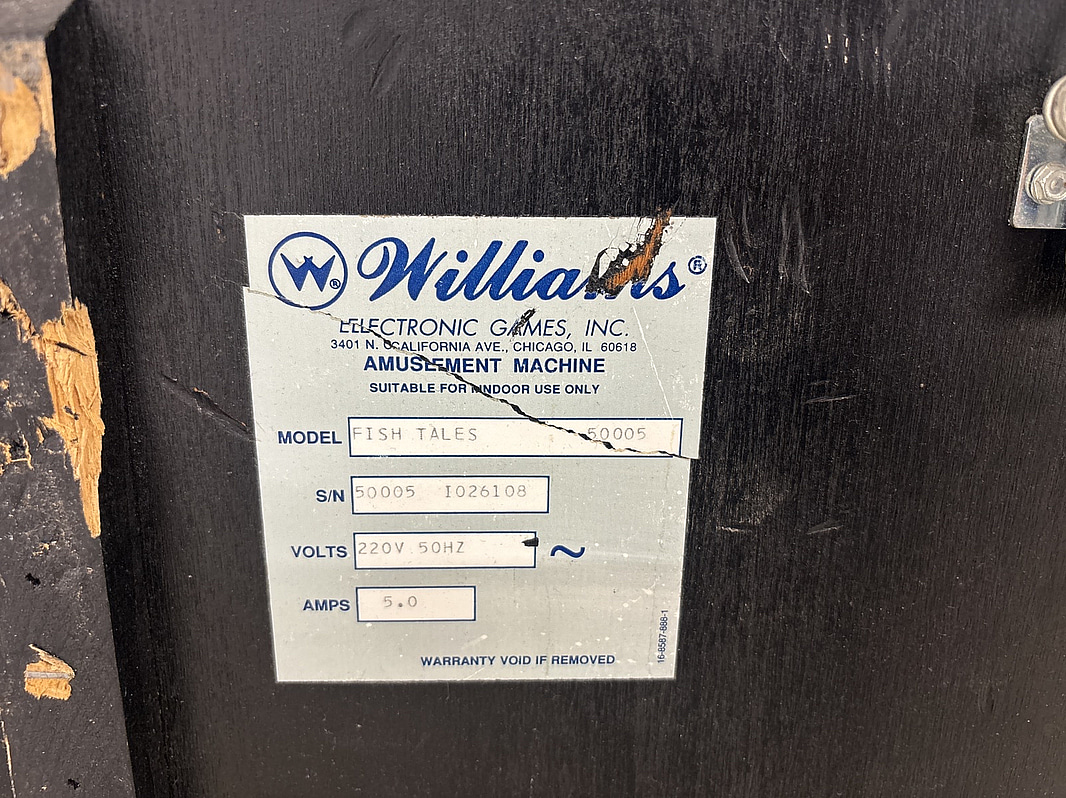 W® Williams®
ELECTRONIC GAMES, INC.
3401 N. CALIFORNIA AVE., CHICAGO, IL 60618
AMUSEMENT MACHINE
SUITABLE FOR INDOOR USE ONLY
MODEL FISH TALES 50005
S/N 50005 I026108
VOLTS 220V 50HZ ~
AMPS 5.0
WARRANTY VOID IF REMOVED
16-8587-888-1